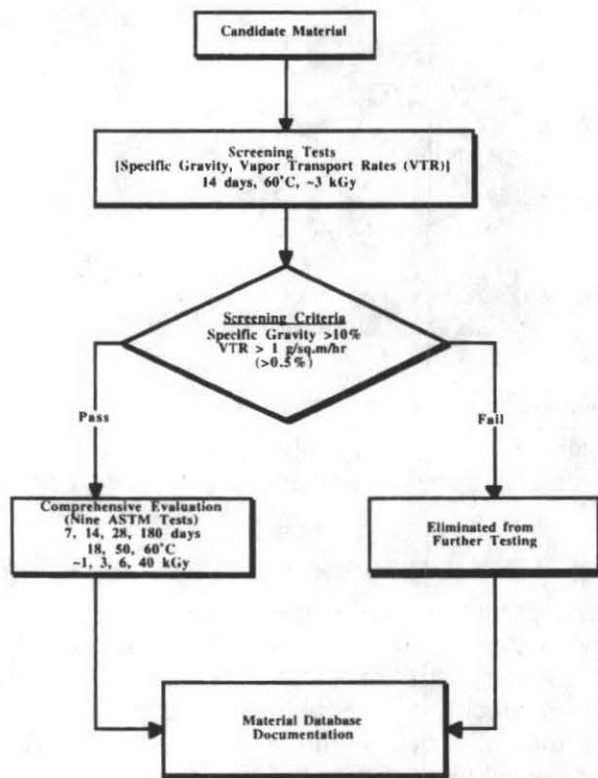 Candidate Material
Screening Tests
[Specific Gravity, Vapor Transport Rates (VTR)]
14 days, 60°C, ~3 kGy
Screening Criteria
Specific Gravity >10%
VTR > 1 g/sq.m/hr
(>0.5%)
Pass
Fail
Comprehensive Evaluation
(Nine ASTM Tests)
7, 14, 28, 180 days
18, 50, 60°C
~1, 3, 6, 40 kGy
Eliminated from
Further Testing
Material Database
Documentation